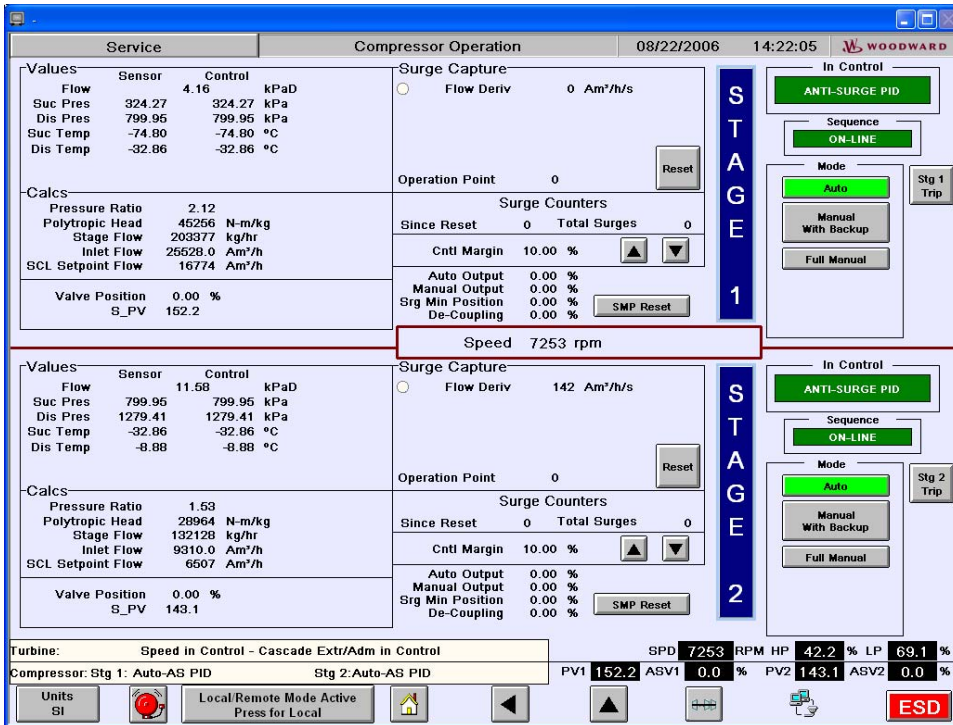 Service Compressor Operation 08/22/2006 14:22:05 WOODWARD
Values
Sensor Control
Flow 4.16 kPaD
Suc Pres 324.27 324.27 kPa
Dis Pres 799.95 799.95 kPa
Suc Temp -74.80 -74.80 ºC
Dis Temp -32.86 -32.86 ºC
Calcs
Pressure Ratio 2.12
Polytropic Head 45256 N-m/kg
Stage Flow 203377 kg/hr
Inlet Flow 25528.0 Am³/h
SCL Setpoint Flow 16774 Am³/h
Valve Position 0.00 %
S_PV 152.2
Surge Capture
Flow Deriv 0 Am³/h/s
Reset
Operation Point 0
Surge Counters
Since Reset 0 Total Surges 0
Cntl Margin 10.00 %
Auto Output 0.00 %
Manual Output 0.00 %
Srg Min Position 0.00 %
De-Coupling 0.00 %
SMP Reset
STAGE 1
In Control
ANTI-SURGE PID
Sequence
ON-LINE
Mode
Auto
Manual
With Backup
Full Manual
Stg 1
Trip
Speed 7253 rpm
Values
Sensor Control
Flow 11.58 kPaD
Suc Pres 799.95 799.95 kPa
Dis Pres 1279.41 1279.41 kPa
Suc Temp -32.86 -32.86 ºC
Dis Temp -8.88 -8.88 ºC
Calcs
Pressure Ratio 1.53
Polytropic Head 28964 N-m/kg
Stage Flow 132128 kg/hr
Inlet Flow 9310.0 Am³/h
SCL Setpoint Flow 6507 Am³/h
Valve Position 0.00 %
S_PV 143.1
Surge Capture
Flow Deriv 142 Am³/h/s
Reset
Operation Point 0
Surge Counters
Since Reset 0 Total Surges 0
Cntl Margin 10.00 %
Auto Output 0.00 %
Manual Output 0.00 %
Srg Min Position 0.00 %
De-Coupling 0.00 %
SMP Reset
STAGE 2
In Control
ANTI-SURGE PID
Sequence
ON-LINE
Mode
Auto
Manual
With Backup
Full Manual
Stg 2
Trip
Turbine: Speed in Control - Cascade Extr/Adm in Control SPD 7253 RPM HP 42.2 % LP 69.1 %
Compressor: Stg 1: Auto-AS PID Stg 2:Auto-AS PID PV1 152.2 ASV1 0.0 % PV2 143.1 ASV2 0.0 %
Units
SI
Local/Remote Mode Active
Press for Local
ESD